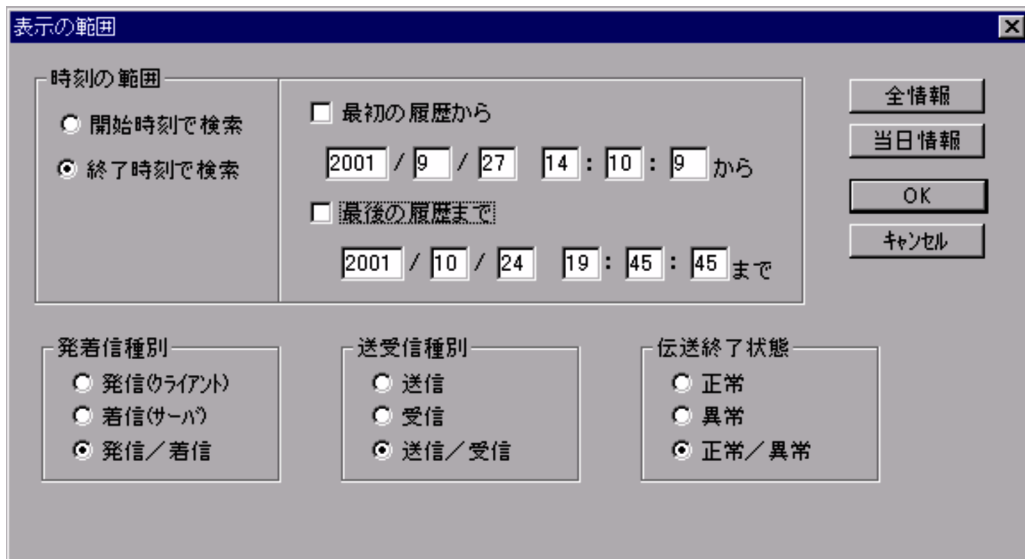 表示の範囲
時刻の範囲
開始時刻で検索
終了時刻で検索
最初の履歴から
2001 / 9 / 27 14 : 10 : 9 から
最後の履歴まで
2001 / 10 / 24 19 : 45 : 45 まで
全情報
当日情報
OK
ｷｬﾝｾﾙ
発着信種別
発信(ｸﾗｲｱﾝﾄ)
着信(ｻｰﾊﾞ)
発信／着信
送受信種別
送信
受信
送信／受信
伝送終了状態
正常
異常
正常／異常